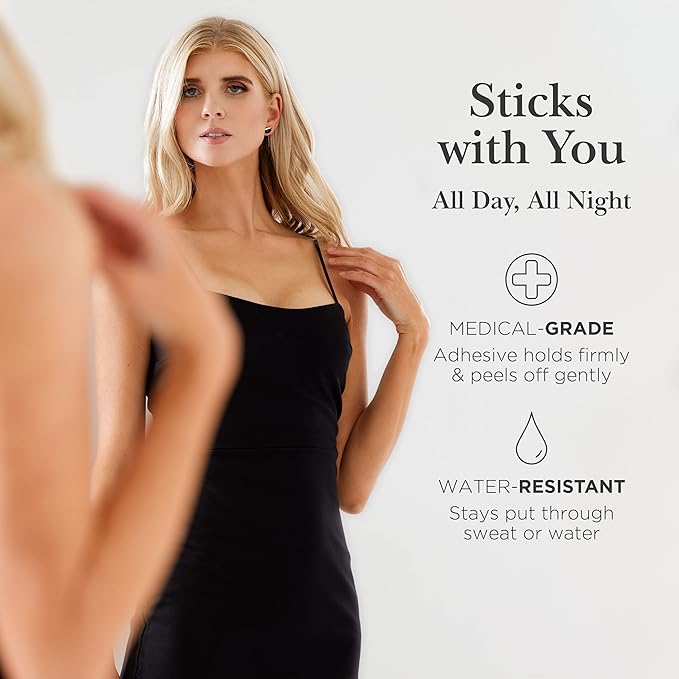 Sticks
with You
All Day, All Night
MEDICAL-GRADE
Adhesive holds firmly
& peels off gently
WATER-RESISTANT
Stays put through
sweat or water